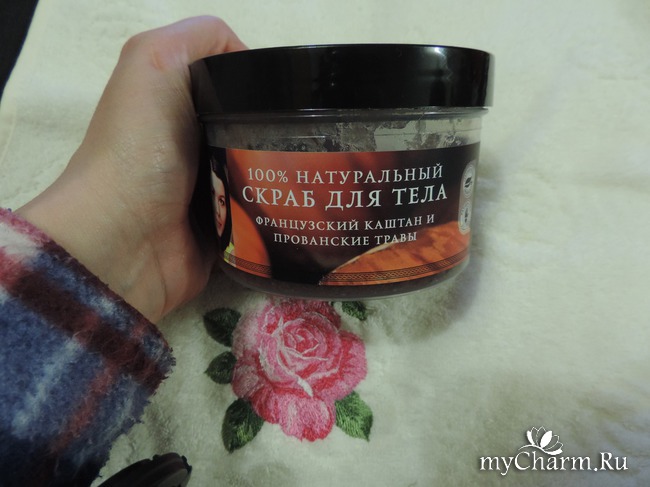 100% НАТУРАЛЬНЫЙ
СКРАБ ДЛЯ ТЕЛА
ФРАНЦУЗСКИЙ КАШТАН И
ПРОВАНСКИЕ ТРАВЫ
myCharm.Ru